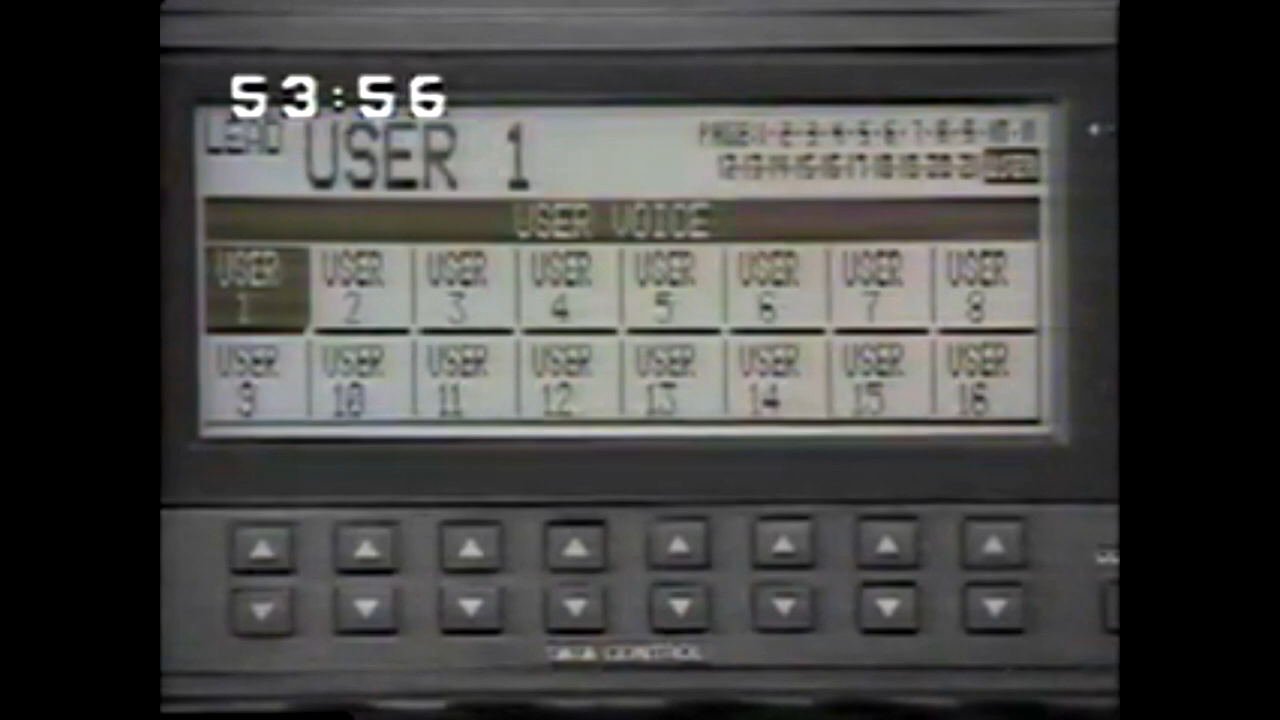 53:56
LEAD USER 1
PAGE 1-2-3-4-5-6-7-8-9-10-11
12-13-14-15-16-17-18-19-20-21 USER
USER VOICE
USER 1 USER 2 USER 3 USER 4 USER 5 USER 6 USER 7 USER 8
USER 9 USER 10 USER 11 USER 12 USER 13 USER 14 USER 15 USER 16
DATA CONTROL